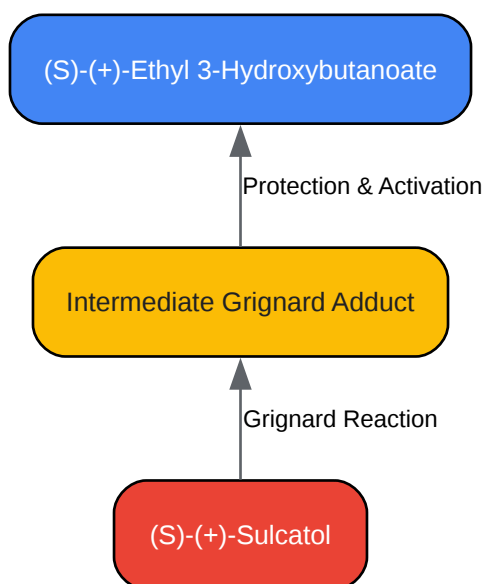 (S)-(+)-Ethyl 3-Hydroxybutanoate
Protection & Activation
Intermediate Grignard Adduct
Grignard Reaction
(S)-(+)-Sulcatol